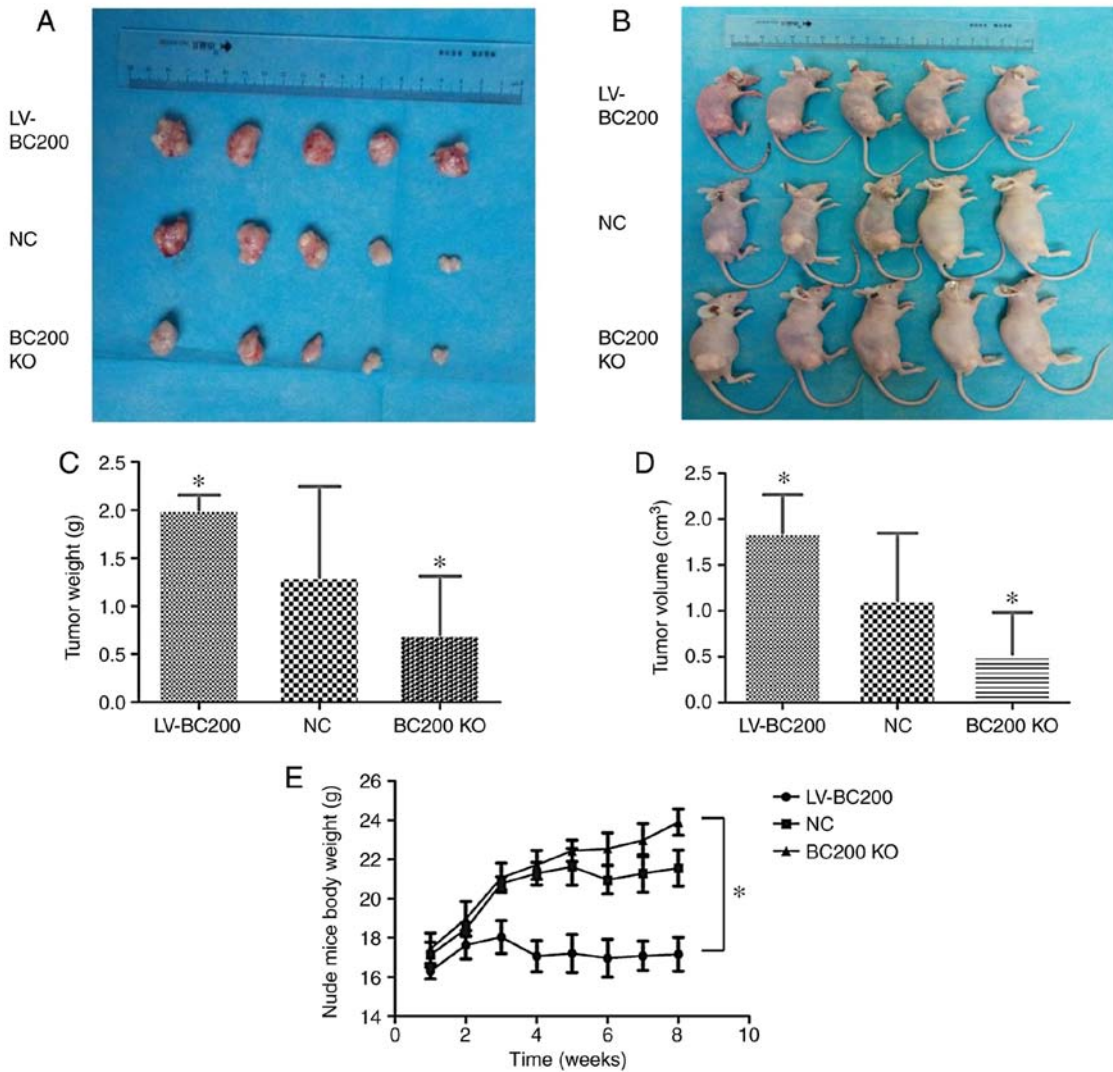 A
B
LV-
BC200
NC
BC200
KO
LV-
BC200
NC
BC200
KO
C
Tumor weight (g)
2.5
2.0
1.5
1.0
0.5
0.0
*
*
LV-BC200 NC BC200 KO
D
Tumor volume (cm³)
2.5
2.0
1.5
1.0
0.5
0.0
*
*
LV-BC200 NC BC200 KO
E
Nude mice body weight (g)
26
24
22
20
18
16
14
0 2 4 6 8 10
Time (weeks)
LV-BC200
NC
BC200 KO
*